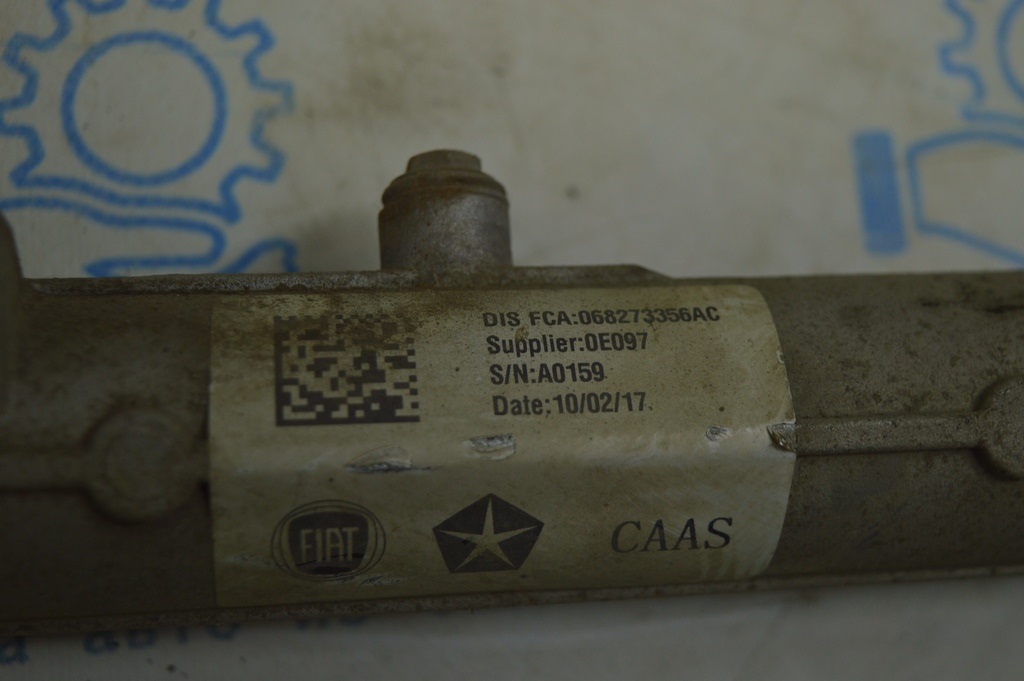 DIS FCA:068273356AC
Supplier:0E097
S/N:A0159
Date;10/02/17
FIAT
CAAS